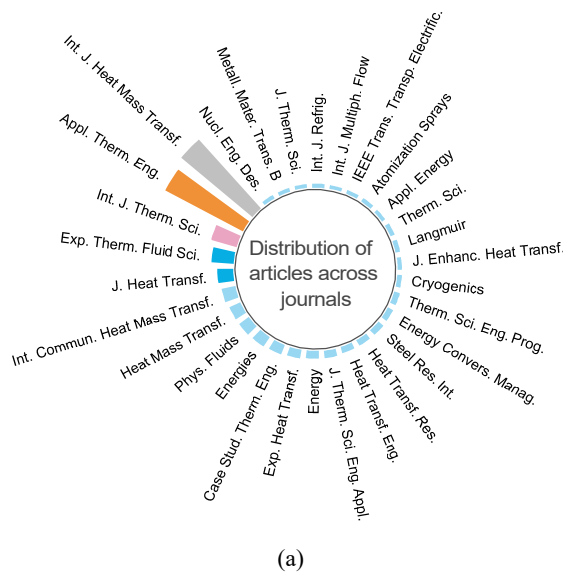 Int. J. Heat Mass Transf.
Nucl. Eng. Des.
Metall. Mater. Trans. B
J. Therm. Sci.
Int. J. Refrig.
Int. J. Multiph. Flow
IEEE Trans. Transp. Electrific.
Atomization Sprays
Appl. Energy
Therm. Sci.
Langmuir
J. Enhanc. Heat Transf.
Cryogenics
Therm. Sci. Eng. Prog.
Energy Convers. Manag.
Steel Res. Int.
Heat Transf. Res.
Heat Transf. Eng.
J. Therm. Sci. Eng. Appl.
Energy
Exp. Heat Transf.
Case Stud. Therm. Eng.
Energies
Phys. Fluids
Heat Mass Transf.
Int. Commun. Heat Mass Transf.
J. Heat Transf.
Exp. Therm. Fluid Sci.
Int. J. Therm. Sci.
Appl. Therm. Eng.
Distribution of
articles across
journals
(a)